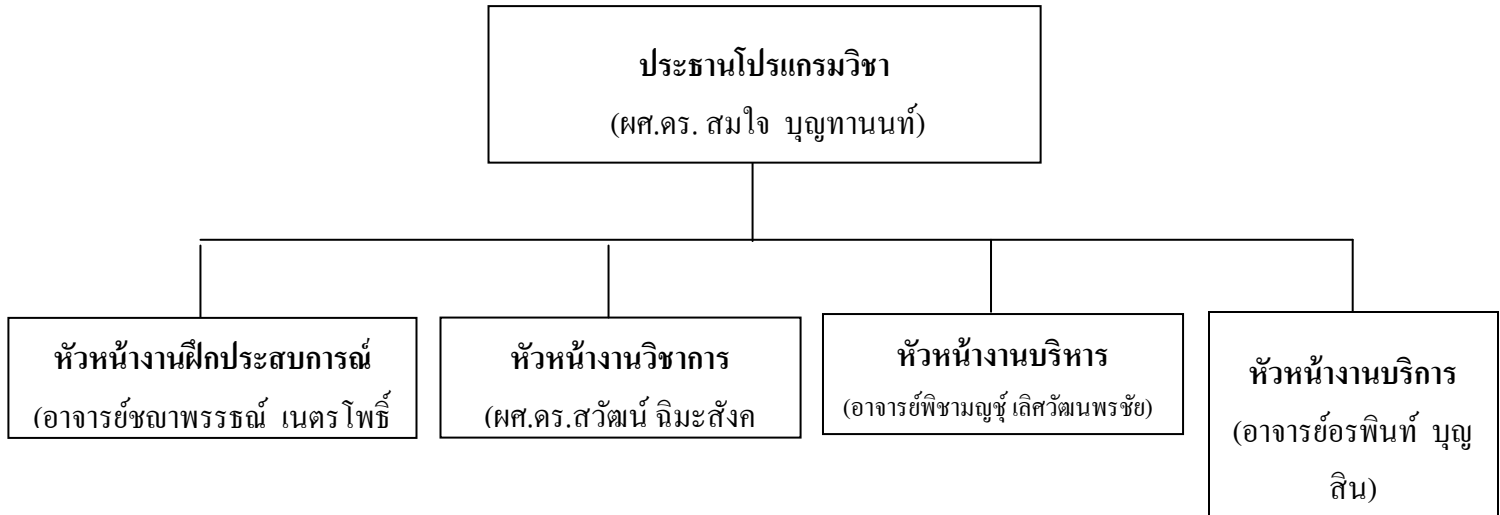 ประธานโปรแกรมวิชา
(ผศ.ดร. สมใจ บุญทานนท์)
หัวหน้างานฝึกประสบการณ์
(อาจารย์ชญาพรรธณ์ เนตรโพธิ์
หัวหน้างานวิชาการ
(ผศ.ดร.สวัฒน์ ฉิมะสังค
หัวหน้างานบริหาร
(อาจารย์พิชามญชุ์ เลิศวัฒนพรชัย)
หัวหน้างานบริการ
(อาจารย์อรพินท์ บุญ
สิน)